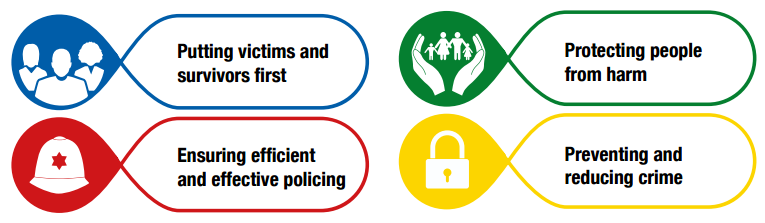 Putting victims and
survivors first
Protecting people
from harm
Ensuring efficient
and effective policing
Preventing and
reducing crime